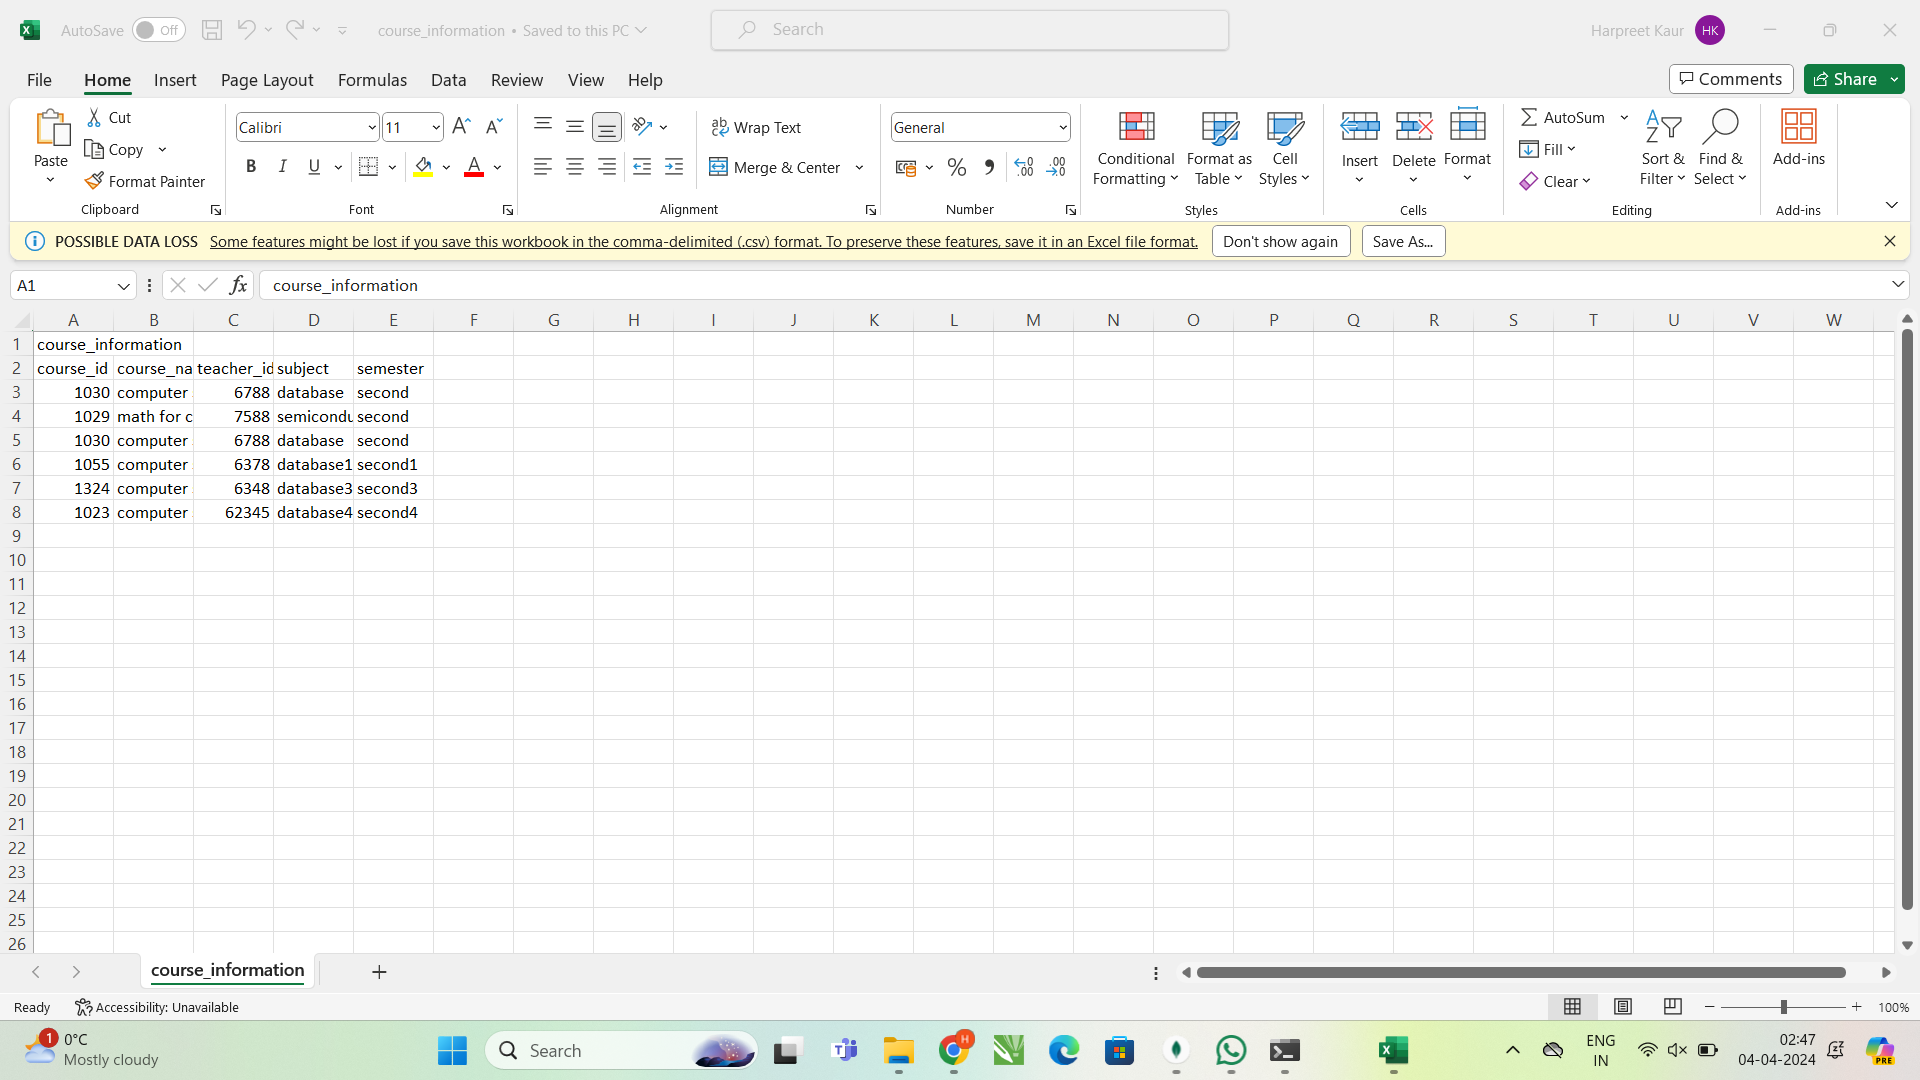 AutoSave Off course_information • Saved to this PC Search Harpreet Kaur HK
File Home Insert Page Layout Formulas Data Review View Help Comments Share
Paste Cut Copy Format Painter Clipboard
Calibri 11 B I U A Font
Wrap Text Merge & Center Alignment
General % Number
Conditional Formatting Format as Table Cell Styles Styles
Insert Delete Format Cells
AutoSum Fill Clear Sort & Filter Find & Select Editing
Add-ins Add-ins
POSSIBLE DATA LOSS Some features might be lost if you save this workbook in the comma-delimited (.csv) format. To preserve these features, save it in an Excel file format. Don't show again Save As...
A1 fx course_information
A B C D E F G H I J K L M N O P Q R S T U V W
1 course_information
2 course_id course_na teacher_id subject semester
3 1030 computer 6788 database second
4 1029 math for c 7588 semicondu second
5 1030 computer 6788 database second
6 1055 computer 6378 database1 second1
7 1324 computer 6348 database3 second3
8 1023 computer 62345 database4 second4
9
10
11
12
13
14
15
16
17
18
19
20
21
22
23
24
25
26
course_information
Ready Accessibility: Unavailable 100%
1 0°C Search ENG 02:47
Mostly cloudy IN 04-04-2024